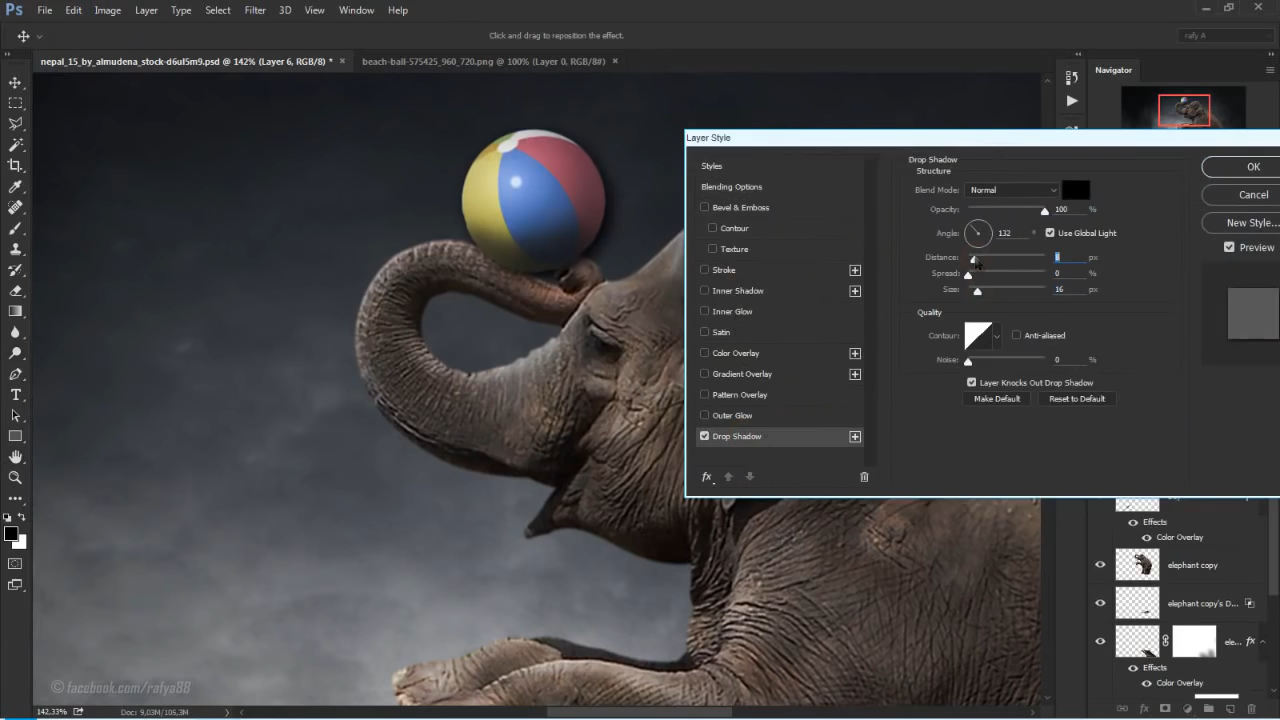 Ps File Edit Image Layer Type Select Filter 3D View Window Help
Click and drag to reposition the effect.
rafy A
nepal_15_by_almudena_stock-d6ul5m9.psd @ 142% (Layer 6, RGB/8) * ×
beach-ball-575425_960_720.png @ 100% (Layer 0, RGB/8#) ×
Navigator
Layer Style
Styles
Blending Options
Bevel & Emboss
Contour
Texture
Stroke
Inner Shadow
Inner Glow
Satin
Color Overlay
Gradient Overlay
Pattern Overlay
Outer Glow
Drop Shadow
fx
Drop Shadow
Structure
Blend Mode: Normal
Opacity: 100 %
Angle: 132 ° Use Global Light
Distance: 8 px
Spread: 0 %
Size: 16 px
Quality
Contour: Anti-aliased
Noise: 0 %
Layer Knocks Out Drop Shadow
Make Default Reset to Default
OK
Cancel
New Style...
Preview
Effects
Color Overlay
elephant copy
elephant copy's D...
ele... fx
Effects
Color Overlay
fx
© facebook.com/rafya88
142,33% Doc: 9,03M/105,3M